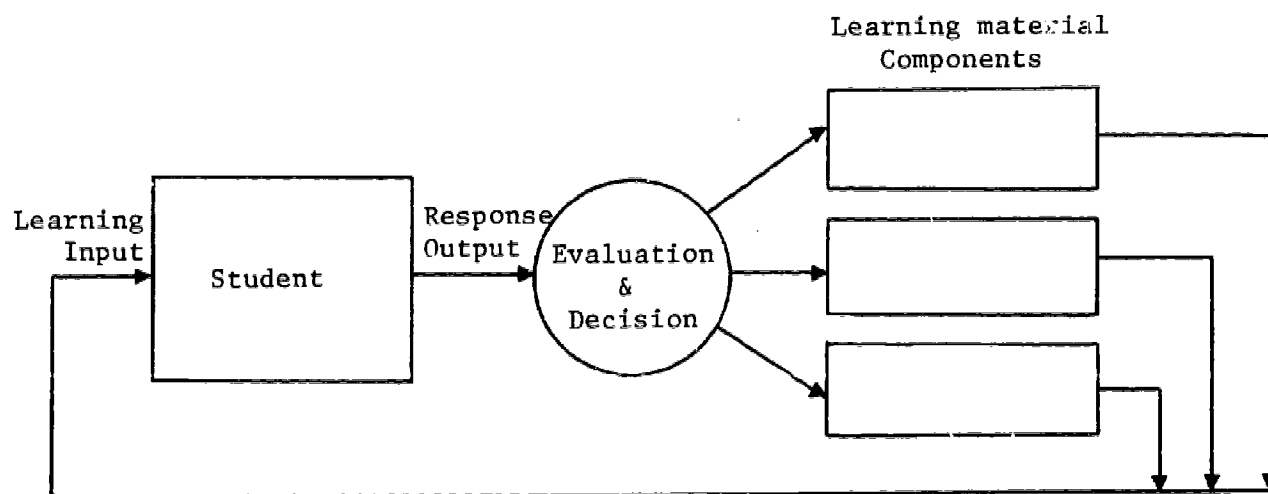 Learning material
Components
Learning
Input
Student
Response
Output
Evaluation
&
Decision